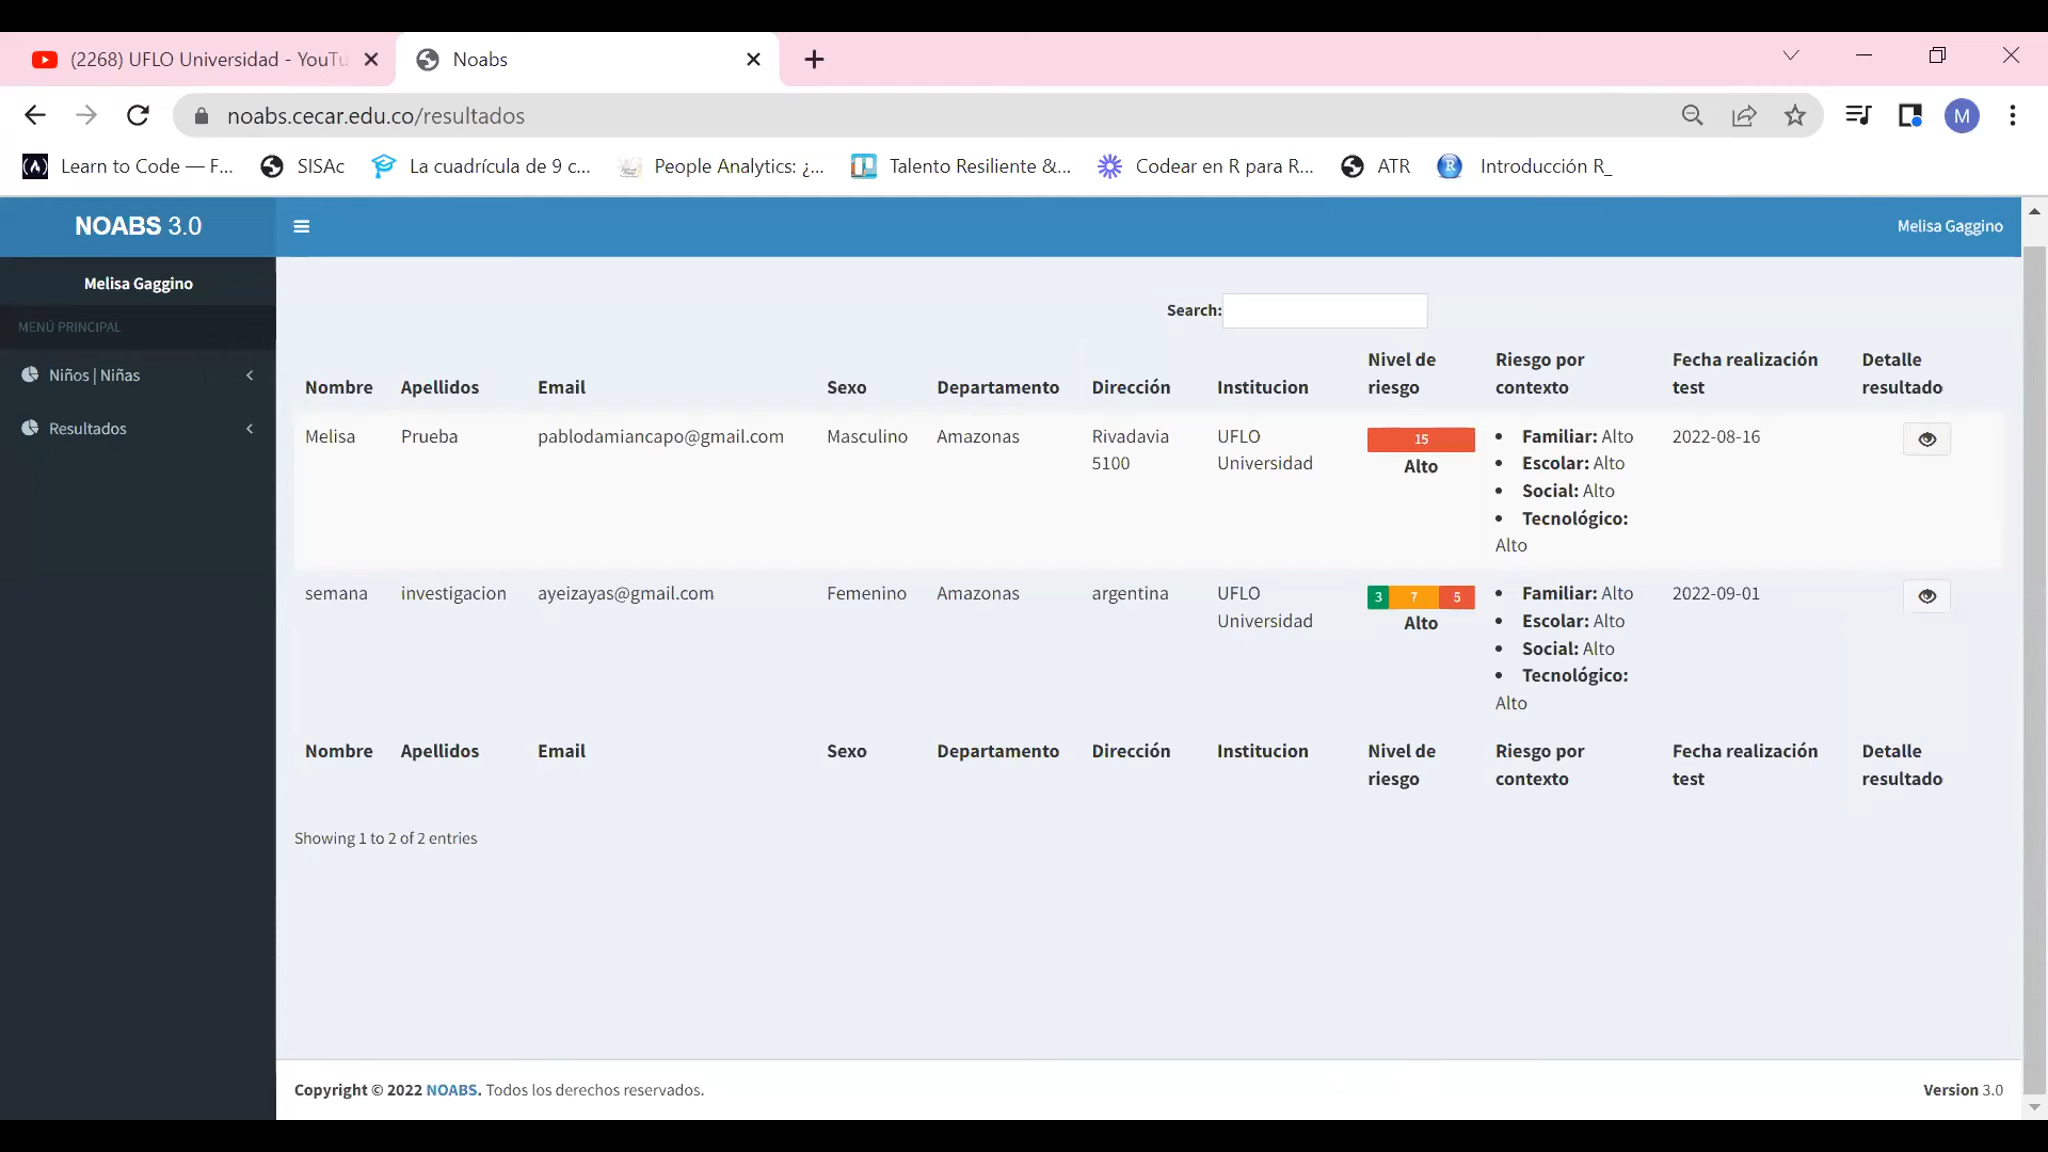 (2268) UFLO Universidad - YouTu
Noabs
noabs.cecar.edu.co/resultados
M
Learn to Code — F...
SISAc
La cuadrícula de 9 c...
People Analytics: ¿...
Talento Resiliente &...
Codear en R para R...
ATR
Introducción R_
NOABS 3.0
Melisa Gaggino
Melisa Gaggino
MENÚ PRINCIPAL
Niños | Niñas
Resultados
Search:
Nombre Apellidos Email Sexo Departamento Dirección Institucion Nivel de riesgo Riesgo por contexto Fecha realización test Detalle resultado
Melisa Prueba pablodamiancapo@gmail.com Masculino Amazonas Rivadavia 5100 UFLO Universidad 15 Alto
Familiar: Alto
Escolar: Alto
Social: Alto
Tecnológico:
Alto
2022-08-16
semana investigacion ayeizayas@gmail.com Femenino Amazonas argentina UFLO Universidad 3 7 5 Alto
Familiar: Alto
Escolar: Alto
Social: Alto
Tecnológico:
Alto
2022-09-01
Nombre Apellidos Email Sexo Departamento Dirección Institucion Nivel de riesgo Riesgo por contexto Fecha realización test Detalle resultado
Showing 1 to 2 of 2 entries
Copyright © 2022 NOABS. Todos los derechos reservados.
Version 3.0